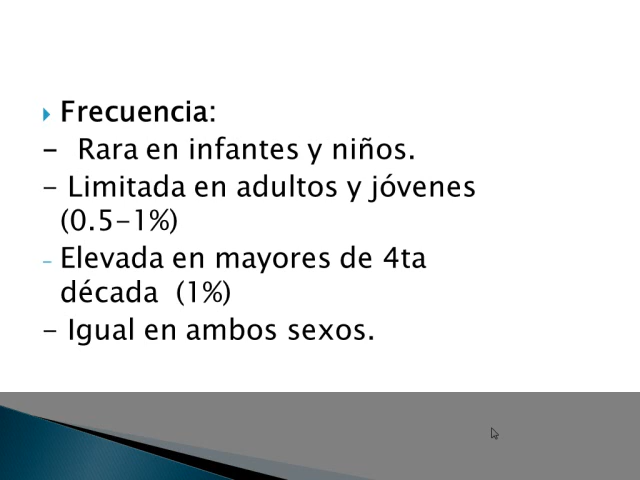 Frecuencia:
- Rara en infantes y niños.
- Limitada en adultos y jóvenes
(0.5-1%)
- Elevada en mayores de 4ta
década (1%)
- Igual en ambos sexos.